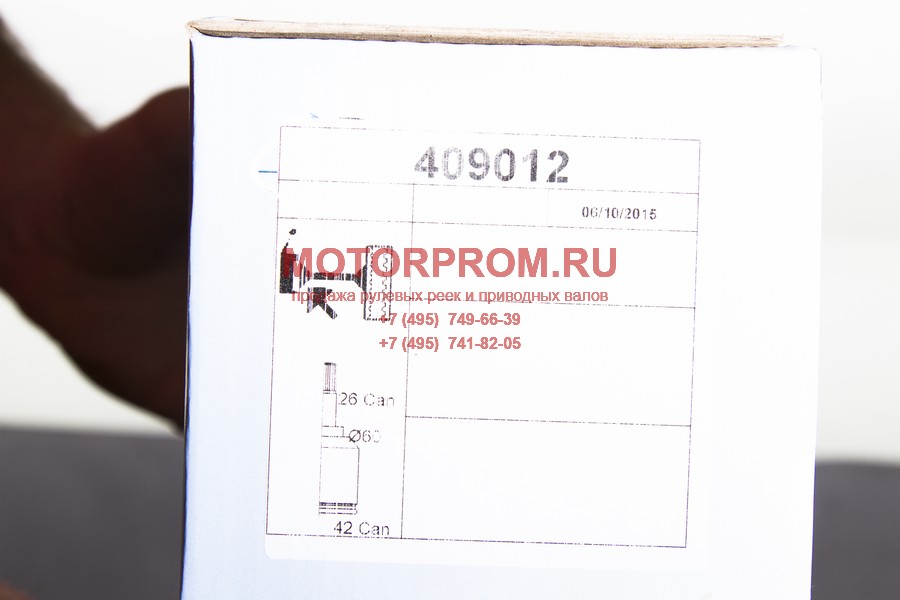 409012
06/10/2015
MOTORPROM.RU
продажа рулевых реек и приводных валов
+7 (495) 749-66-39
+7 (495) 741-82-05
26 Can
Ø60
42 Can